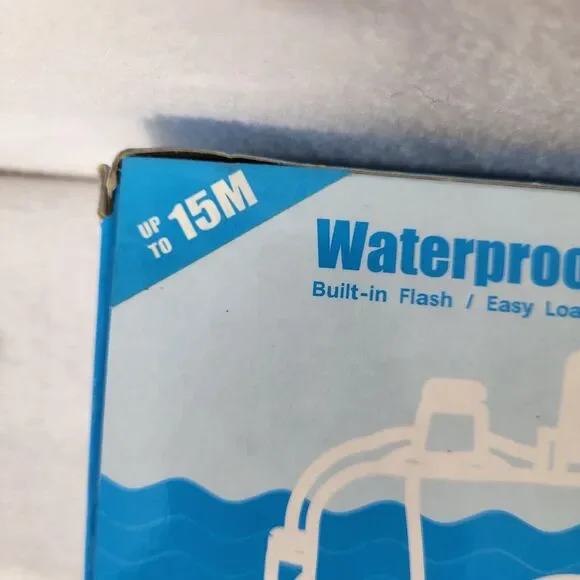 UP
TO 15M
Waterproo
Built-in Flash / Easy Loa